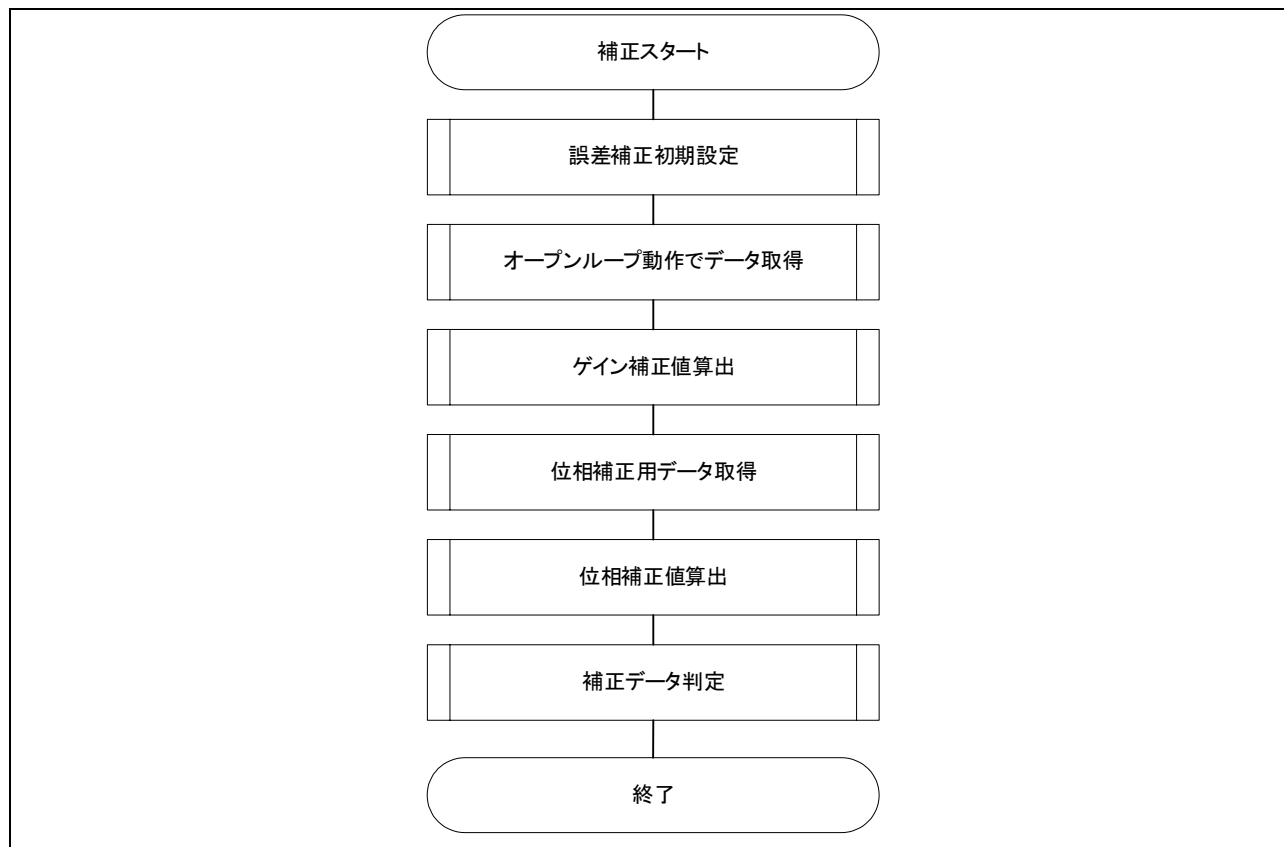 補正スタート
誤差補正初期設定
オープンループ動作でデータ取得
ゲイン補正値算出
位相補正用データ取得
位相補正値算出
補正データ判定
終了